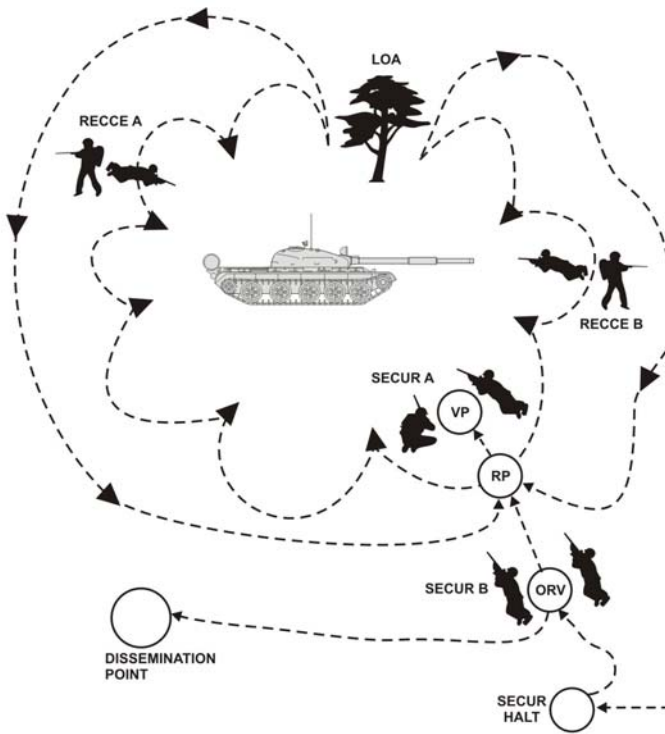 LOA
RECCE A
RECCE B
SECUR A
VP
RP
SECUR B
ORV
DISSEMINATION
POINT
SECUR
HALT